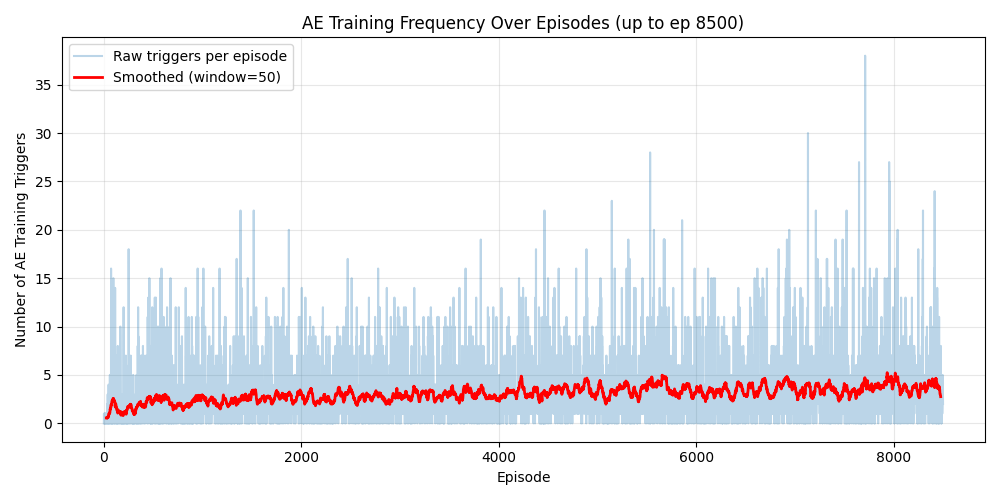 AE Training Frequency Over Episodes (up to ep 8500)
Raw triggers per episode
Smoothed (window=50)
Number of AE Training Triggers
35
30
25
20
15
10
5
0
0 2000 4000 6000 8000
Episode